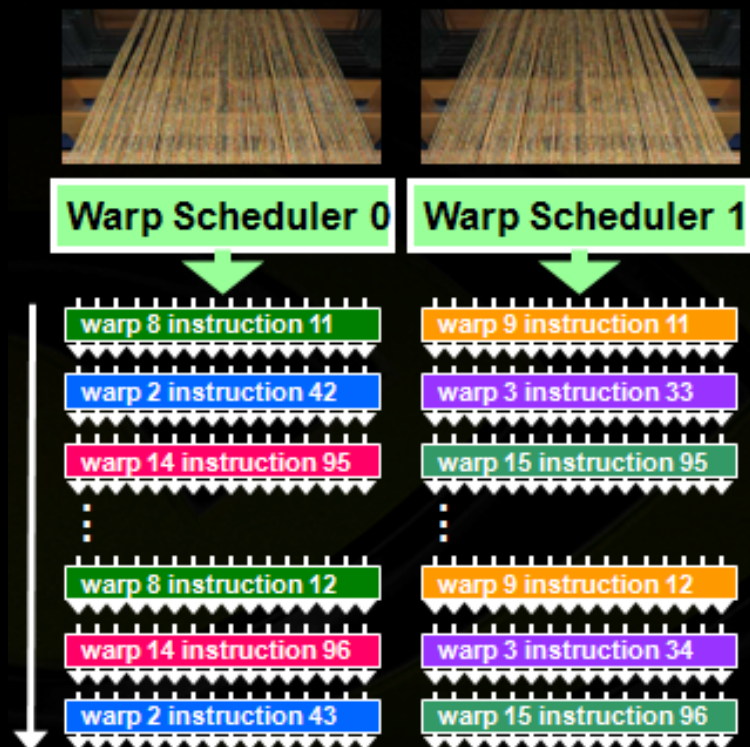 Warp Scheduler 0
Warp Scheduler 1
warp 8 instruction 11
warp 9 instruction 11
warp 2 instruction 42
warp 3 instruction 33
warp 14 instruction 95
warp 15 instruction 95
⋮
⋮
warp 8 instruction 12
warp 9 instruction 12
warp 14 instruction 96
warp 3 instruction 34
warp 2 instruction 43
warp 15 instruction 96